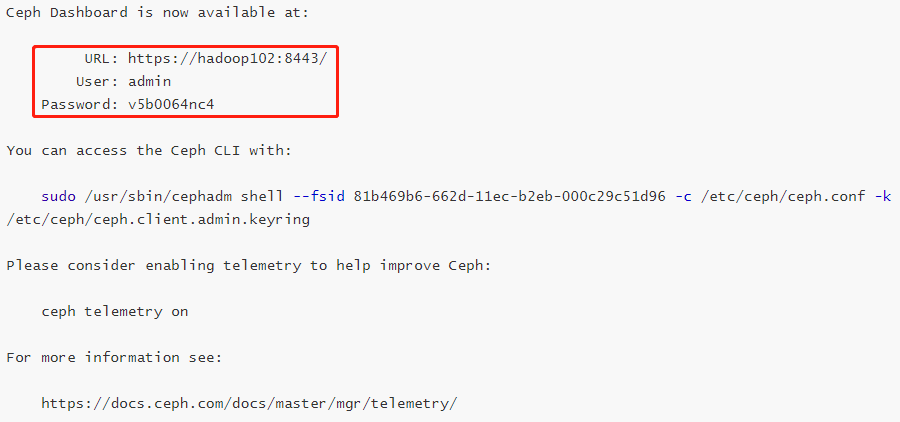 Ceph Dashboard is now available at:
URL: https://hadoop102:8443/
User: admin
Password: v5b0064nc4
You can access the Ceph CLI with:
sudo /usr/sbin/cephadm shell --fsid 81b469b6-662d-11ec-b2eb-000c29c51d96 -c /etc/ceph/ceph.conf -k
/etc/ceph/ceph.client.admin.keyring
Please consider enabling telemetry to help improve Ceph:
ceph telemetry on
For more information see:
https://docs.ceph.com/docs/master/mgr/telemetry/